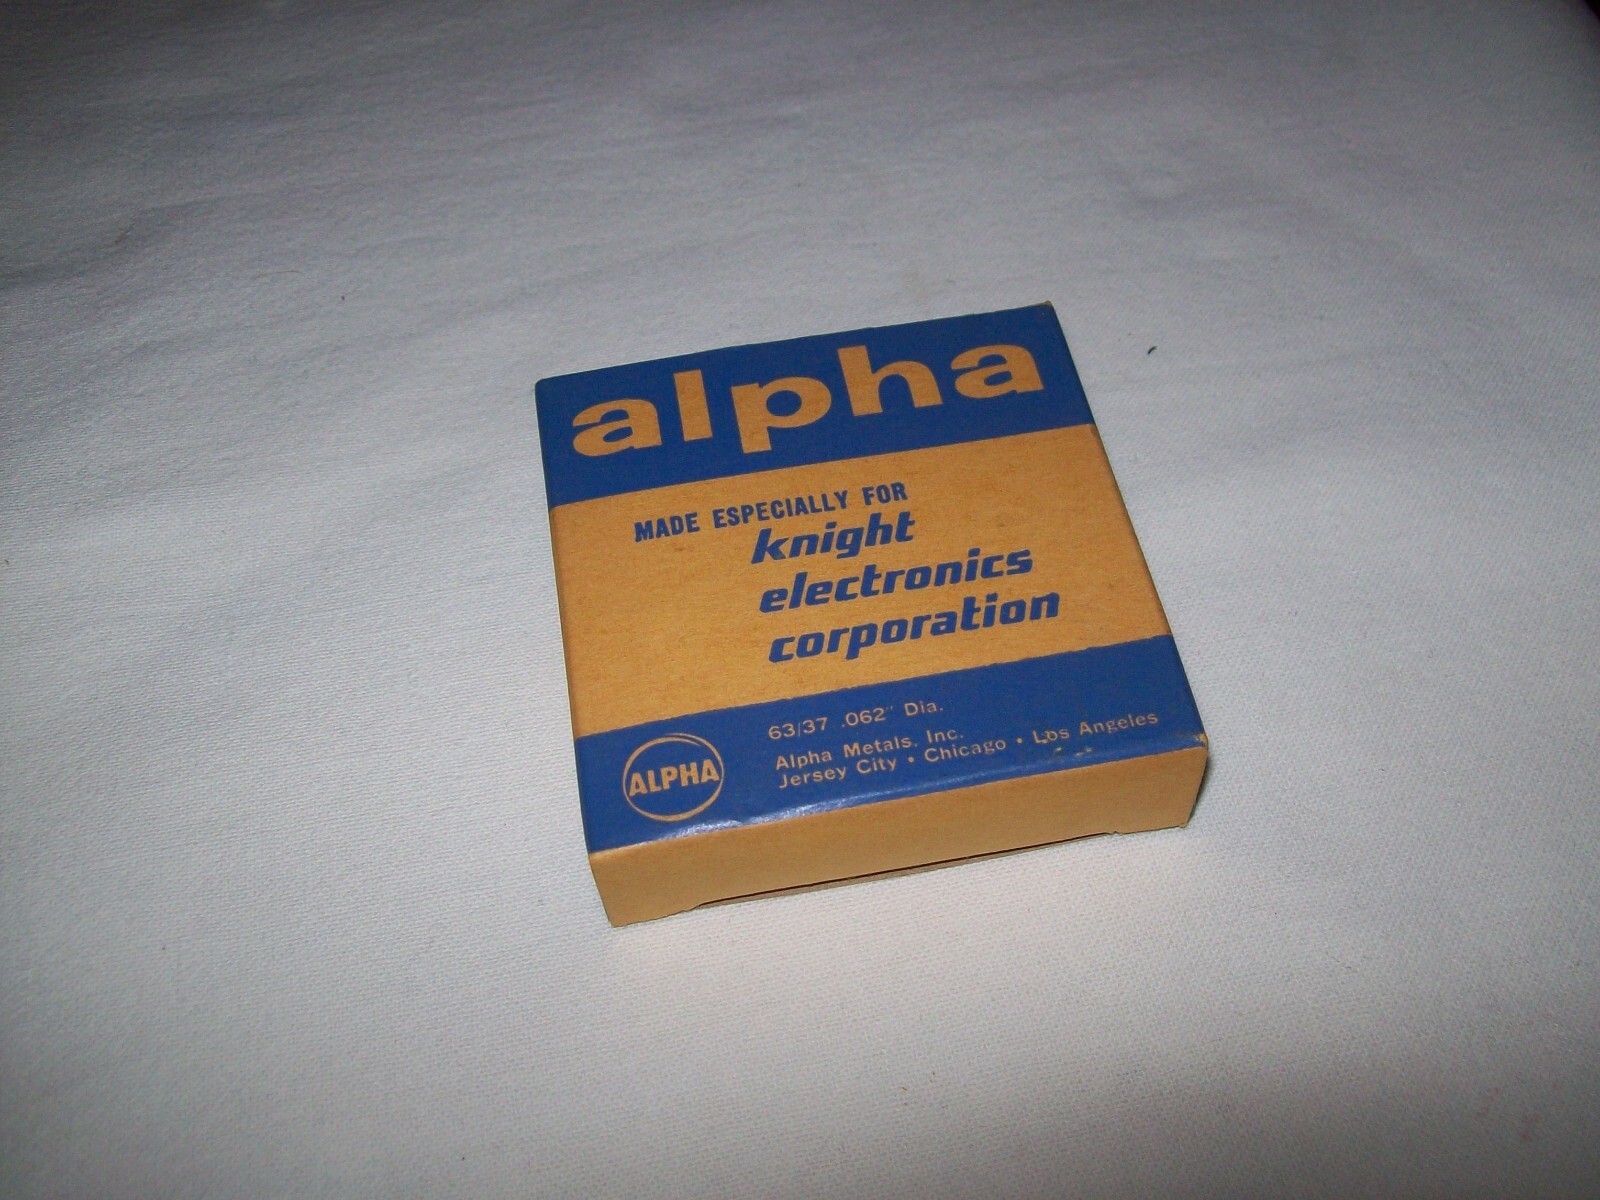 alpha
MADE ESPECIALLY FOR
knight
electronics
corporation
63/37 .062" Dia.
Alpha Metals, Inc.
Jersey City • Chicago • Los Angeles
ALPHA